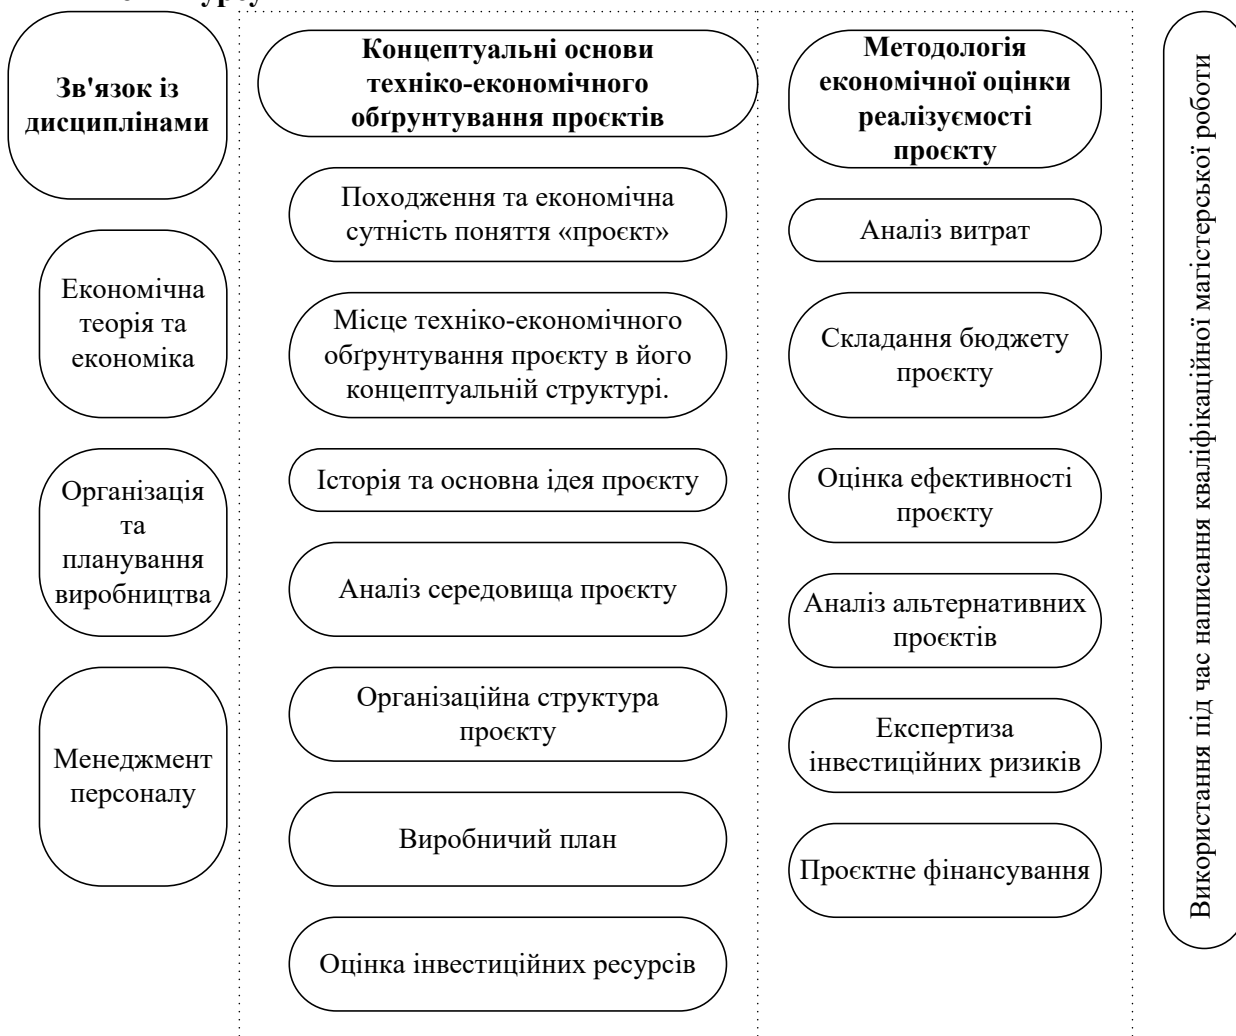 Зв'язок із
дисциплінами
Економічна
теорія та
економіка
Організація
та
планування
виробництва
Менеджмент
персоналу
Концептуальні основи
техніко-економічного
обґрунтування проєктів
Походження та економічна
сутність поняття «проєкт»
Місце техніко-економічного
обґрунтування проєкту в його
концептуальній структурі.
Історія та основна ідея проєкту
Аналіз середовища проєкту
Організаційна структура
проєкту
Виробничий план
Оцінка інвестиційних ресурсів
Методологія
економічної оцінки
реалізуємості
проєкту
Аналіз витрат
Складання бюджету
проєкту
Оцінка ефективності
проєкту
Аналіз альтернативних
проєктів
Експертиза
інвестиційних ризиків
Проєктне фінансування
Використання під час написання кваліфікаційної магістерської роботи